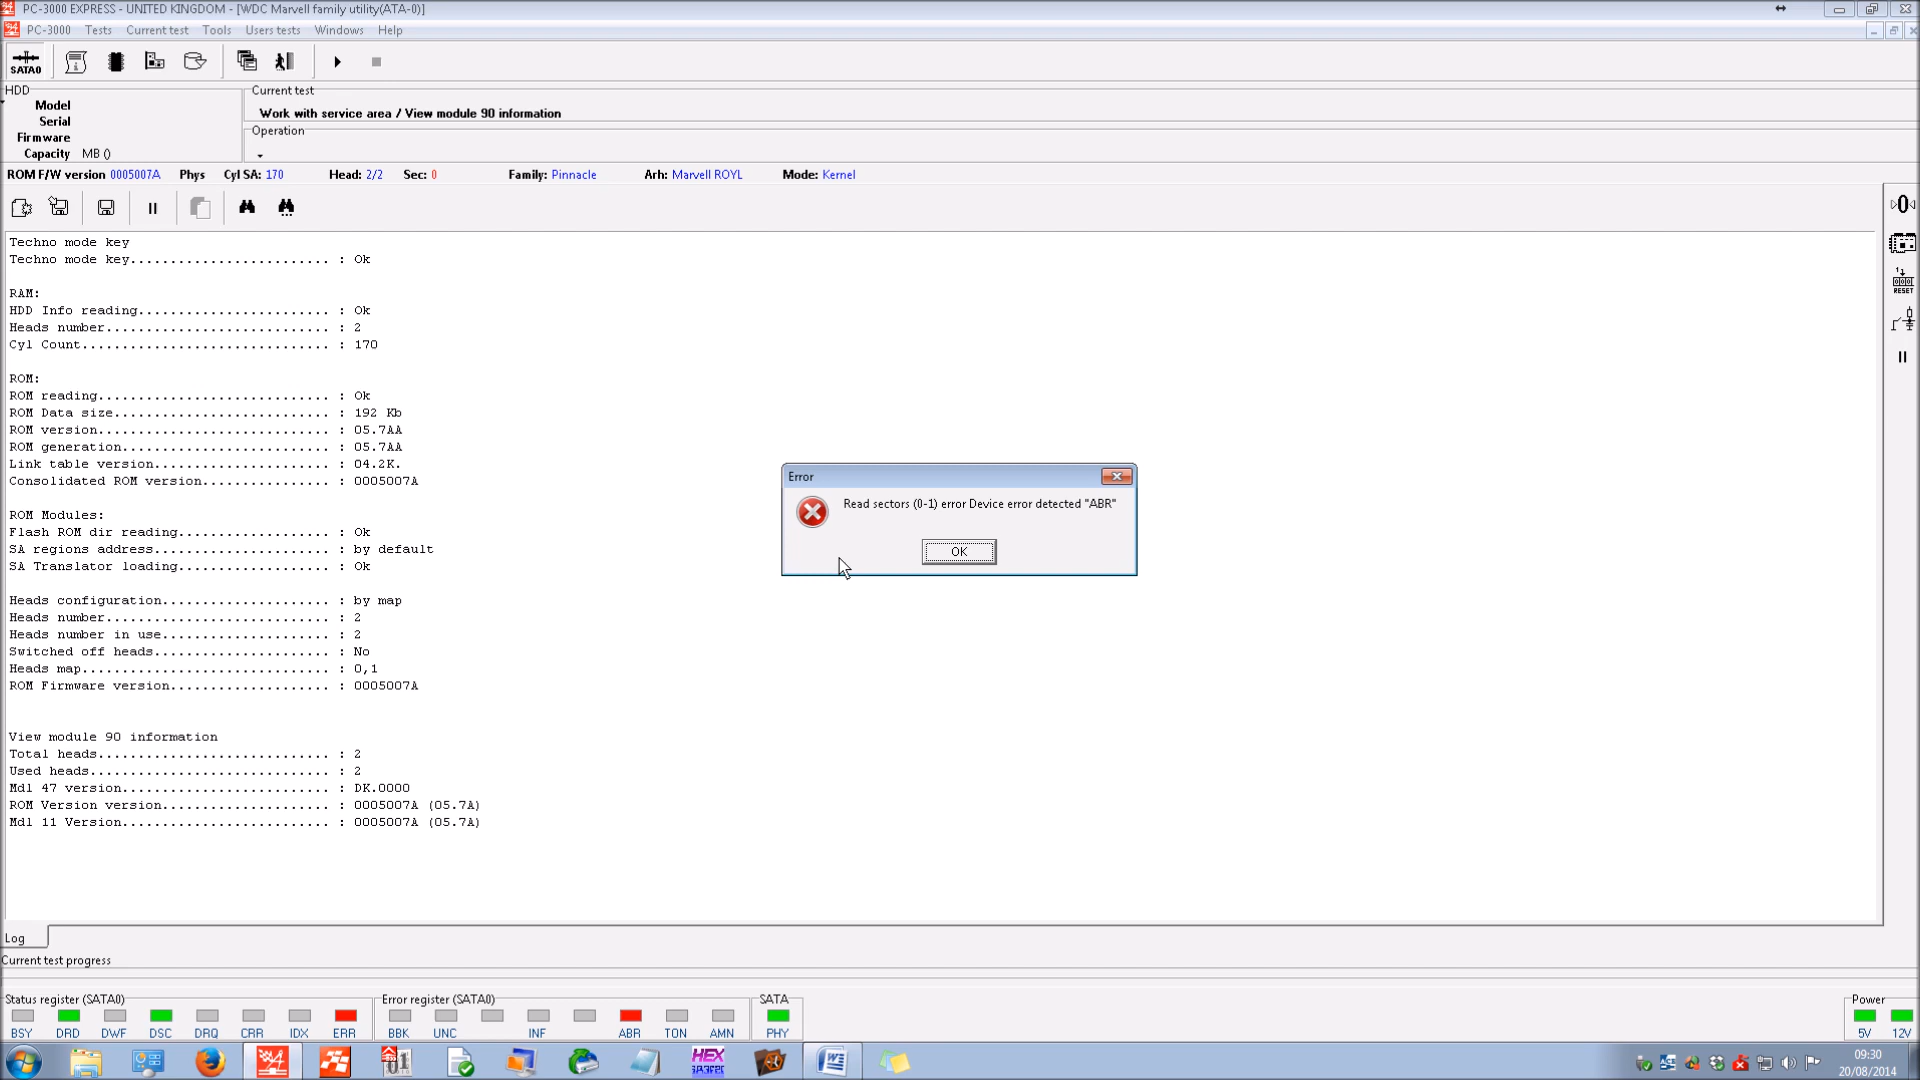 PC-3000 EXPRESS - UNITED KINGDOM - [WDC Marvell family utility(ATA-0)]
PC-3000 Tests Current test Tools Users tests Windows Help
SATA0
HDD
Model
Serial
Firmware
Capacity MB ()
Current test
Work with service area / View module 90 information
Operation
ROM F/W version 0005007A Phys Cyl SA: 170 Head: 2/2 Sec: 0 Family: Pinnacle Arh: Marvell ROYL Mode: Kernel
Techno mode key
Techno mode key......................... : Ok
RAM:
HDD Info reading........................ : Ok
Heads number............................ : 2
Cyl Count............................... : 170
ROM:
ROM reading............................. : Ok
ROM Data size........................... : 192 Kb
ROM version............................. : 05.7AA
ROM generation.......................... : 05.7AA
Link table version...................... : 04.2K.
Consolidated ROM version................ : 0005007A
ROM Modules:
Flash ROM dir reading................... : Ok
SA regions address...................... : by default
SA Translator loading................... : Ok
Heads configuration..................... : by map
Heads number............................ : 2
Heads number in use..................... : 2
Switched off heads...................... : No
Heads map............................... : 0,1
ROM Firmware version.................... : 0005007A
View module 90 information
Total heads............................. : 2
Used heads.............................. : 2
Mdl 47 version.......................... : DK.0000
ROM Version version..................... : 0005007A (05.7A)
Mdl 11 Version.......................... : 0005007A (05.7A)
Error
Read sectors (0-1) error Device error detected "ABR"
OK
0
RESET
Log
Current test progress
Status register (SATA0) Error register (SATA0) SATA Power
BSY DRD DWF DSC DRQ CRR IDX ERR BBK UNC INF ABR TON AMN PHY 5V 12V
HEX
09:30
20/08/2014